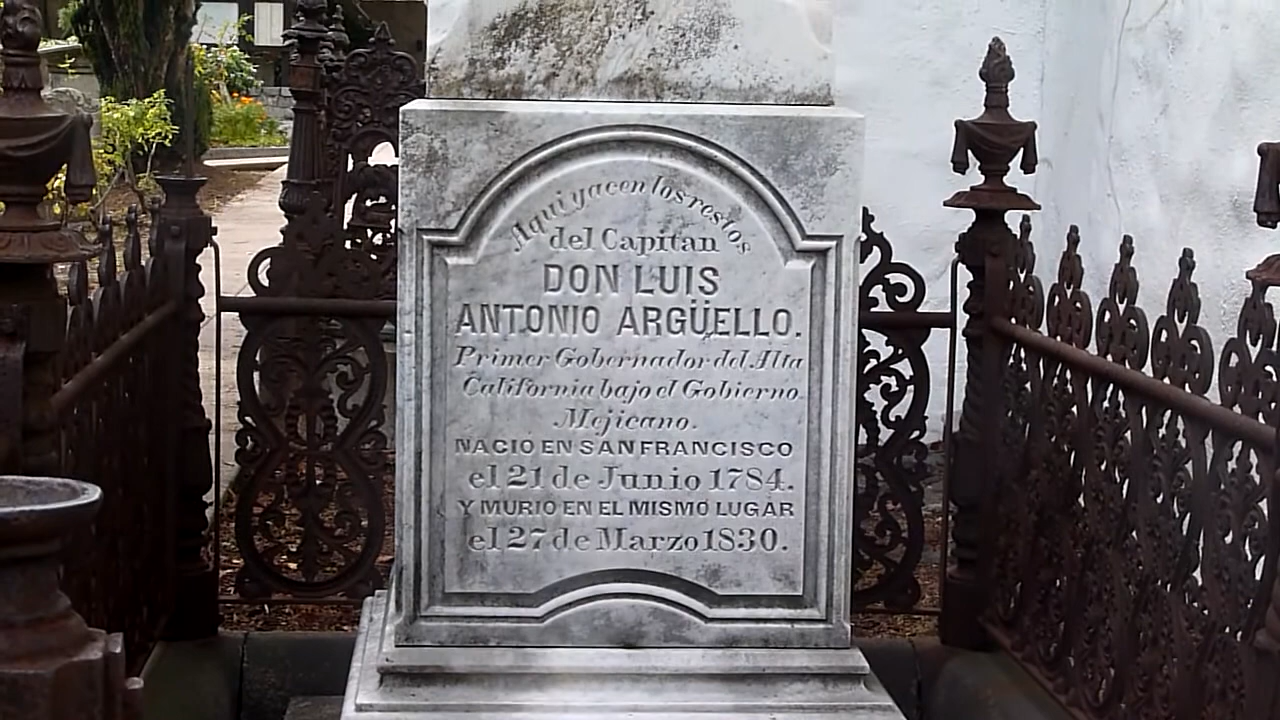 Aqui yacen los restos
del Capitan
DON LUIS
ANTONIO ARGÜELLO.
Primer Gobernador del Alta
California bajo el Gobierno
Mejicano.
NACIO EN SAN FRANCISCO
el 21 de Junio 1784.
Y MURIO EN EL MISMO LUGAR
el 27 de Marzo 1830.